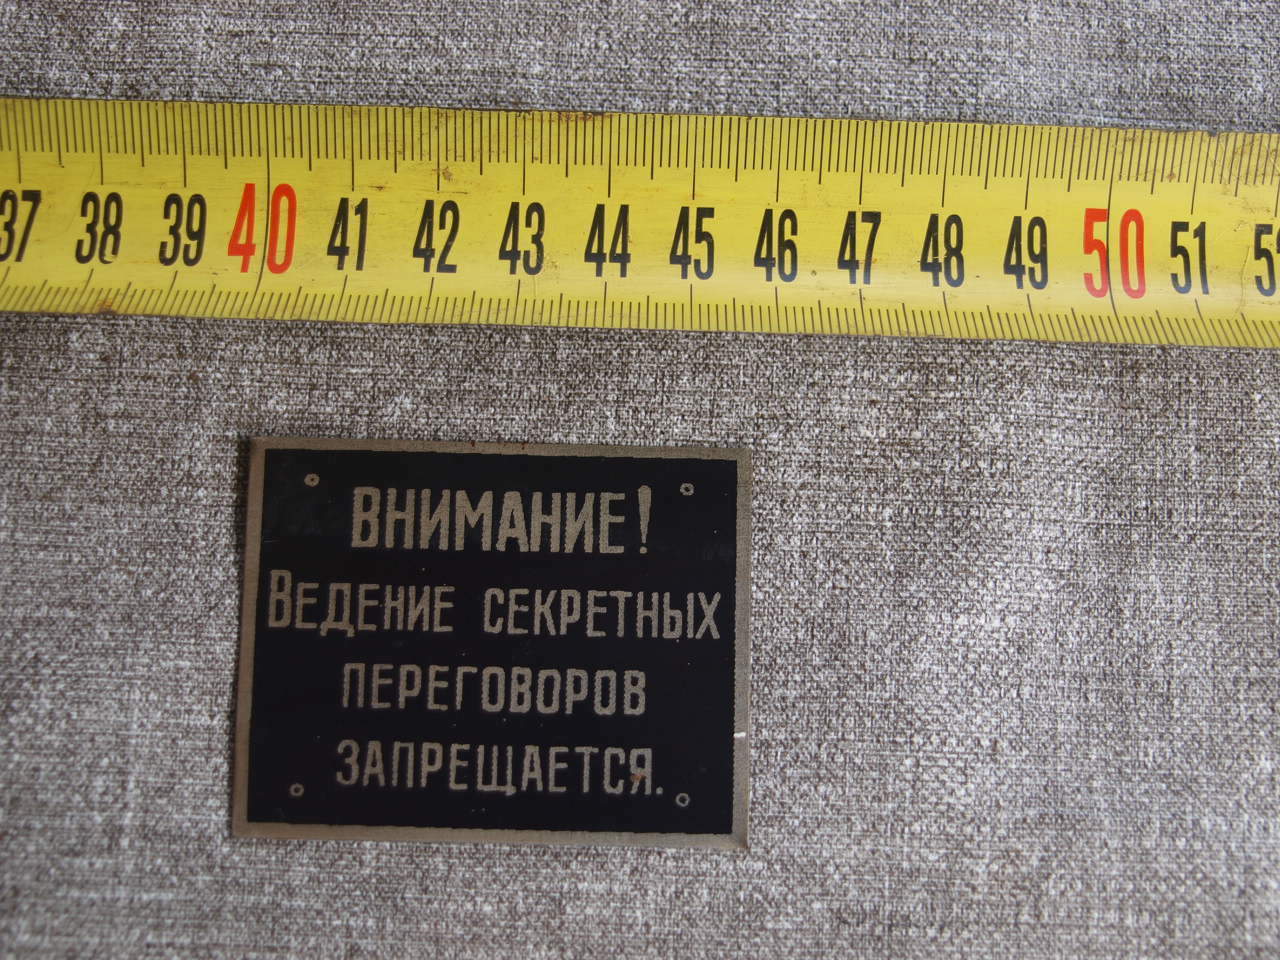 37 38 39 40 41 42 43 44 45 46 47 48 49 50 51
ВНИМАНИЕ!
ВЕДЕНИЕ СЕКРЕТНЫХ
ПЕРЕГОВОРОВ
ЗАПРЕЩАЕТСЯ.